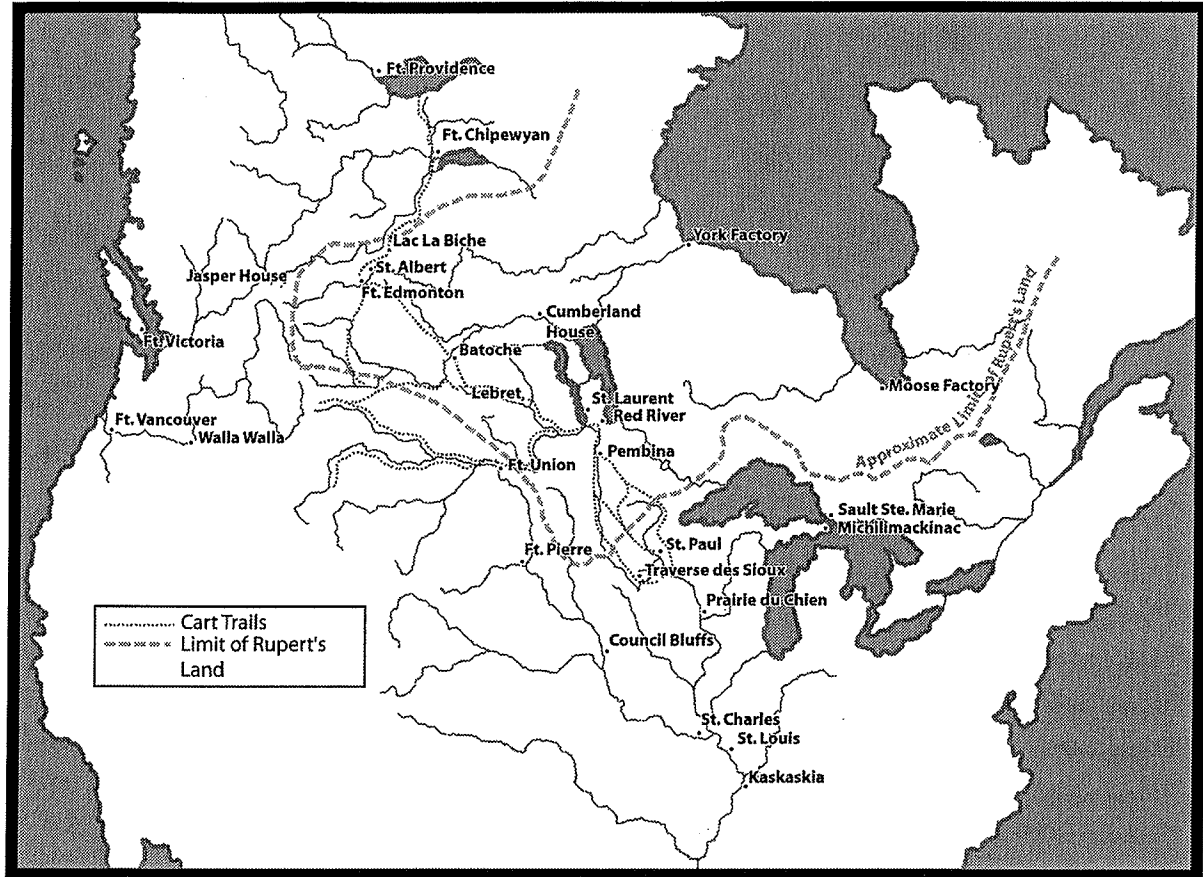 Ft. Providence
Ft. Chipewyan
York Factory
Lac La Biche
St. Albert
Jasper House
Ft. Edmonton
Cumberland
House
Ft. Victoria
Batoche
Moose Factory
Approximate Limit of Rupert's Land
Lebret
St. Laurent
Red River
Ft. Vancouver
Walla Walla
Pembina
Ft. Union
Sault Ste. Marie
Michilimackinac
Ft. Pierre
St. Paul
Traverse des Sioux
Prairie du Chien
Cart Trails
Limit of Rupert's
Land
Council Bluffs
St. Charles
St. Louis
Kaskaskia